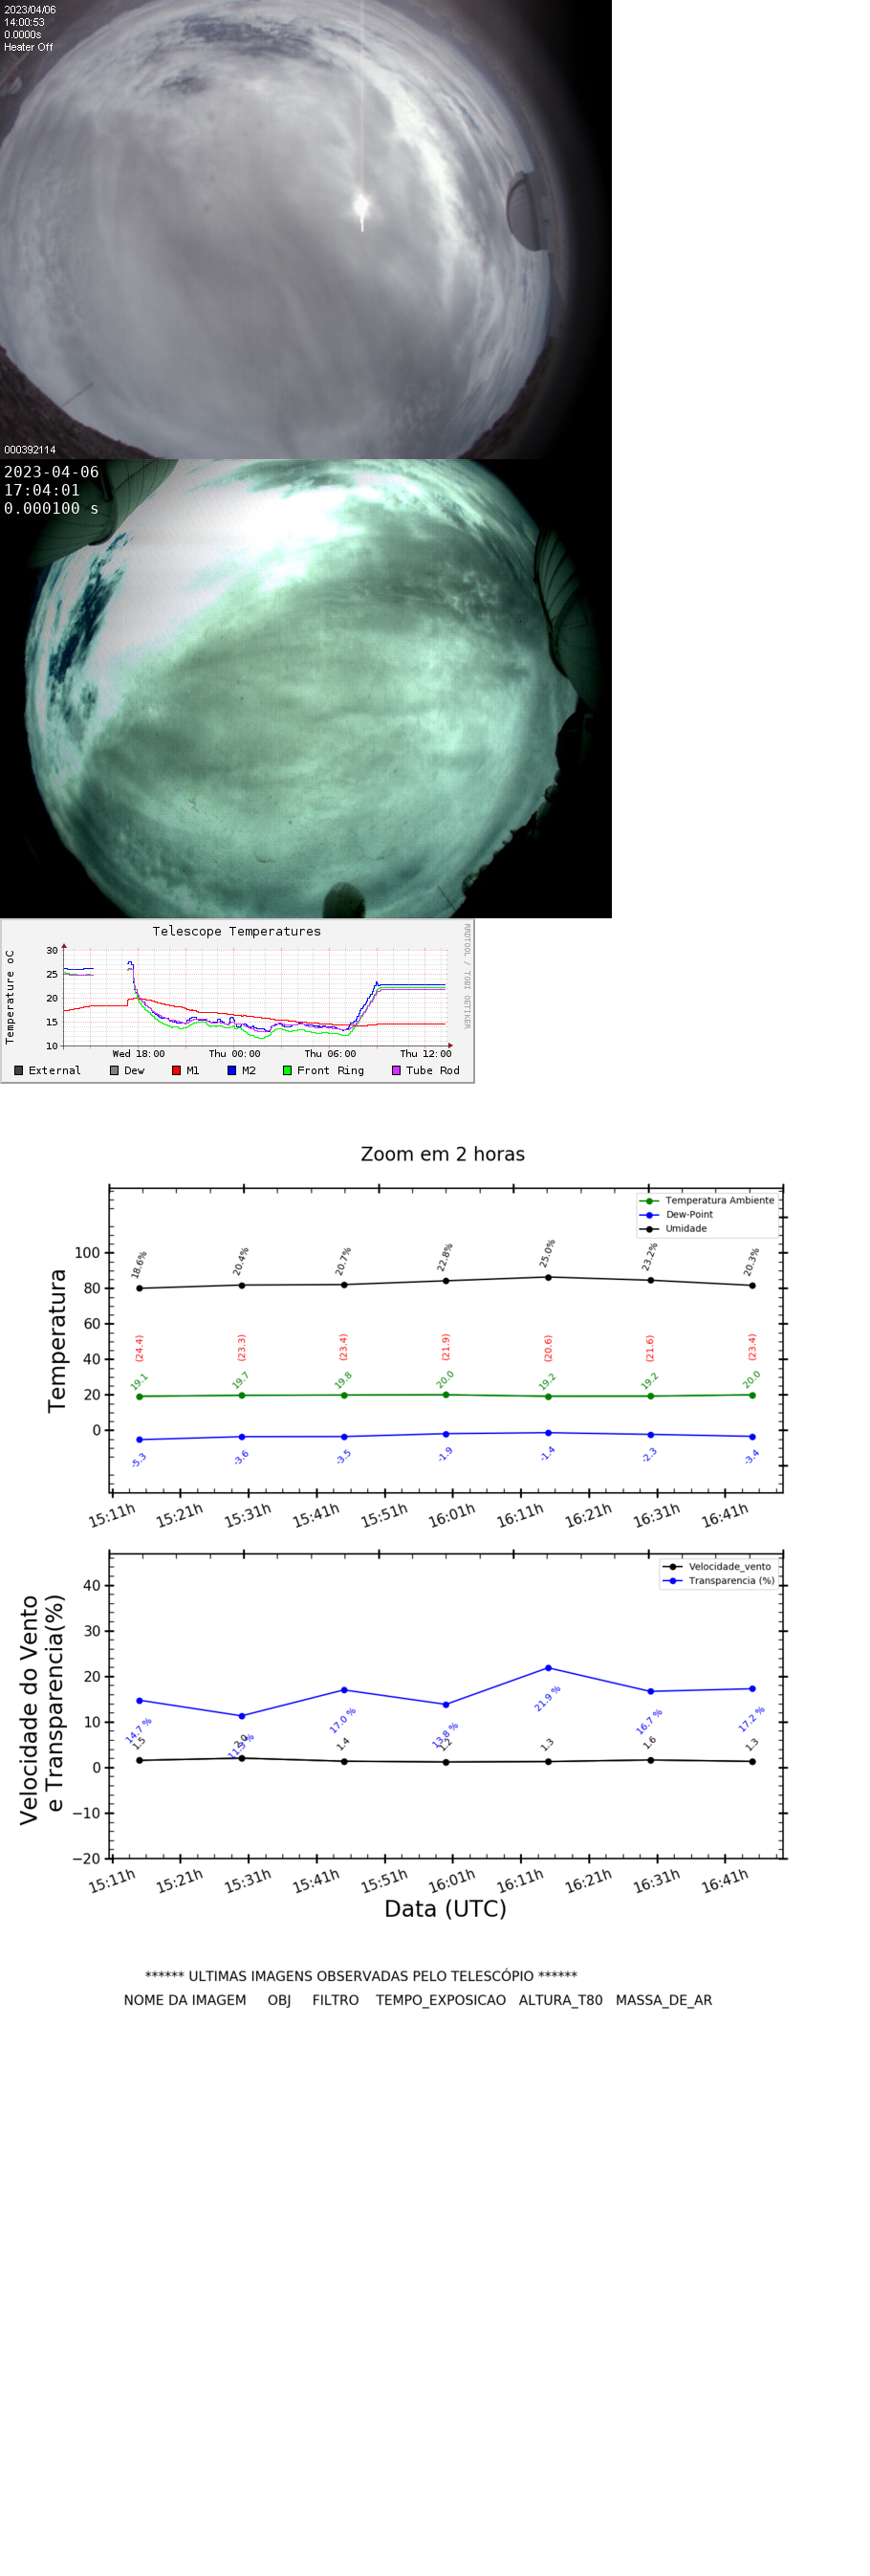 2023/04/06
14:00:53
0.0000s
Heater Off
000392114
2023-04-06
17:04:01
0.000100 s
Telescope Temperatures
RRDTOOL / TOBI OETIKER
Temperature oC
30
25
20
15
10
Wed 18:00 Thu 00:00 Thu 06:00 Thu 12:00
External Dew M1 M2 Front Ring Tube Rod
Zoom em 2 horas
Temperatura Ambiente
Dew-Point
Umidade
Temperatura
100
80
60
40
20
0
18.6% 20.4% 20.7% 22.8% 25.0% 23.2% 20.3%
(24.4) (23.3) (23.4) (21.9) (20.6) (21.6) (23.4)
19.1 19.7 19.8 20.0 19.2 19.2 20.0
-5.3 -3.6 -3.5 -1.9 -1.4 -2.3 -3.4
15:11h 15:21h 15:31h 15:41h 15:51h 16:01h 16:11h 16:21h 16:31h 16:41h
Velocidade_vento
Transparencia (%)
Velocidade do Vento
e Transparencia(%)
40
30
20
10
0
−10
−20
14.7 % 17.0 % 13.8 % 21.9 % 16.7 % 17.2 %
1.5 2.0 1.4 1.2 1.3 1.6 1.3
15:11h 15:21h 15:31h 15:41h 15:51h 16:01h 16:11h 16:21h 16:31h 16:41h
Data (UTC)
****** ULTIMAS IMAGENS OBSERVADAS PELO TELESCÓPIO ******
NOME DA IMAGEM OBJ FILTRO TEMPO_EXPOSICAO ALTURA_T80 MASSA_DE_AR